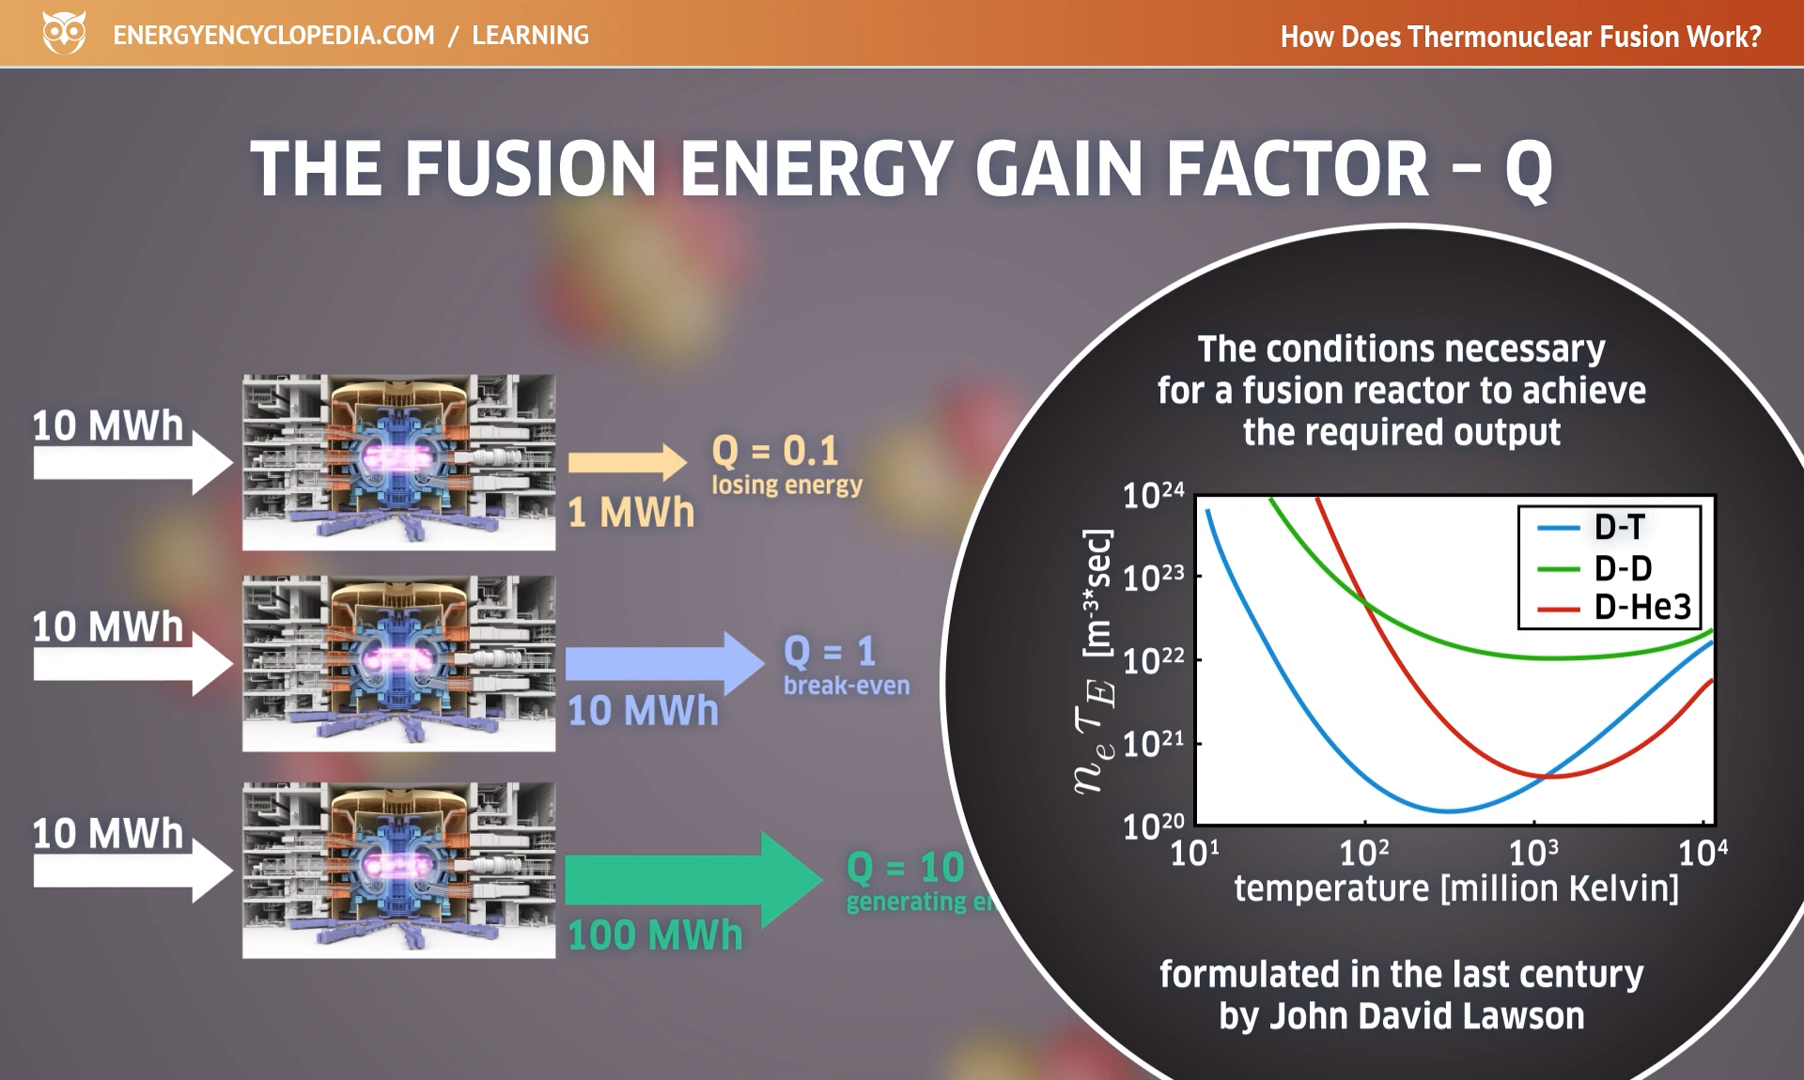 ENERGYENCYCLOPEDIA.COM / LEARNING
How Does Thermonuclear Fusion Work?
THE FUSION ENERGY GAIN FACTOR – Q
10 MWh
1 MWh
Q = 0.1
losing energy
10 MWh
10 MWh
Q = 1
break-even
10 MWh
100 MWh
Q = 10
generating en
The conditions necessary
for a fusion reactor to achieve
the required output
n_e τ_E [m⁻³*sec]
10²⁴
10²³
10²²
10²¹
10²⁰
D-T
D-D
D-He3
10¹ 10² 10³ 10⁴
temperature [million Kelvin]
formulated in the last century
by John David Lawson